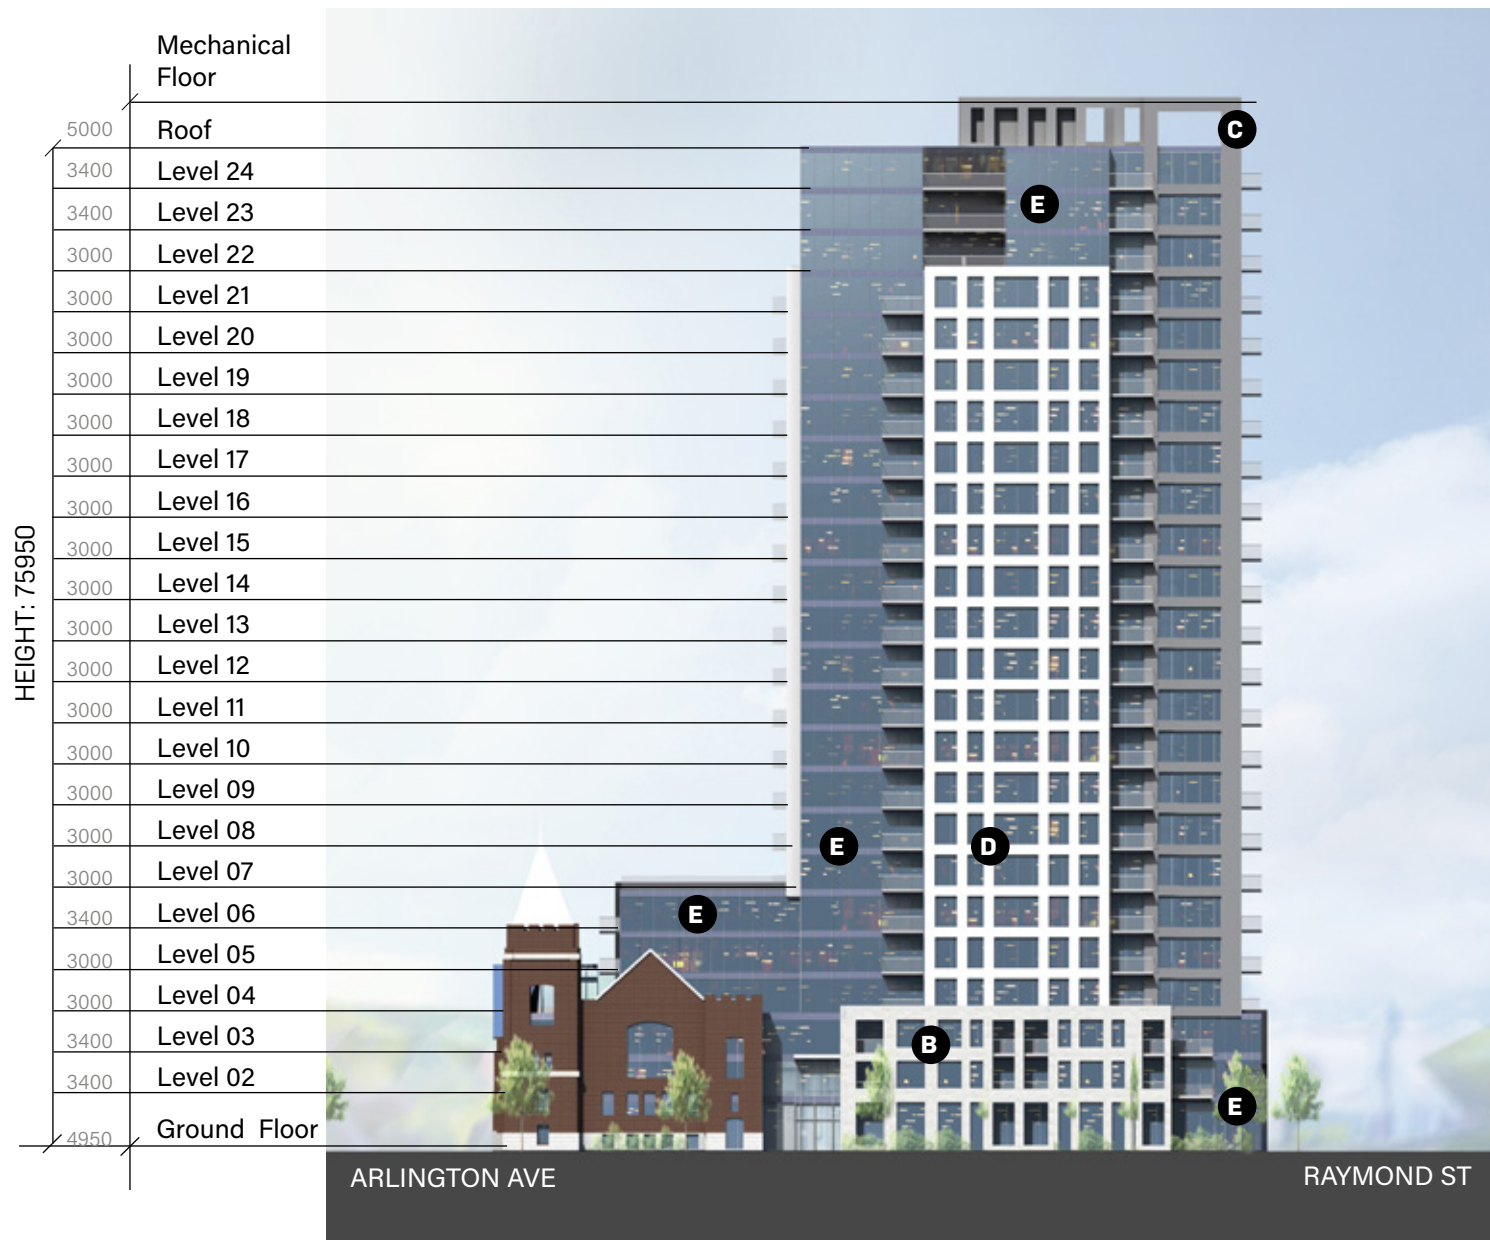 Mechanical
Floor
5000 Roof
3400 Level 24
3400 Level 23
3000 Level 22
3000 Level 21
3000 Level 20
3000 Level 19
3000 Level 18
3000 Level 17
3000 Level 16
3000 Level 15
3000 Level 14
3000 Level 13
3000 Level 12
3000 Level 11
3000 Level 10
3000 Level 09
3000 Level 08
3000 Level 07
3400 Level 06
3000 Level 05
3000 Level 04
3400 Level 03
3400 Level 02
4950 Ground Floor
HEIGHT: 75950
C
E
E
D
E
B
E
ARLINGTON AVE
RAYMOND ST